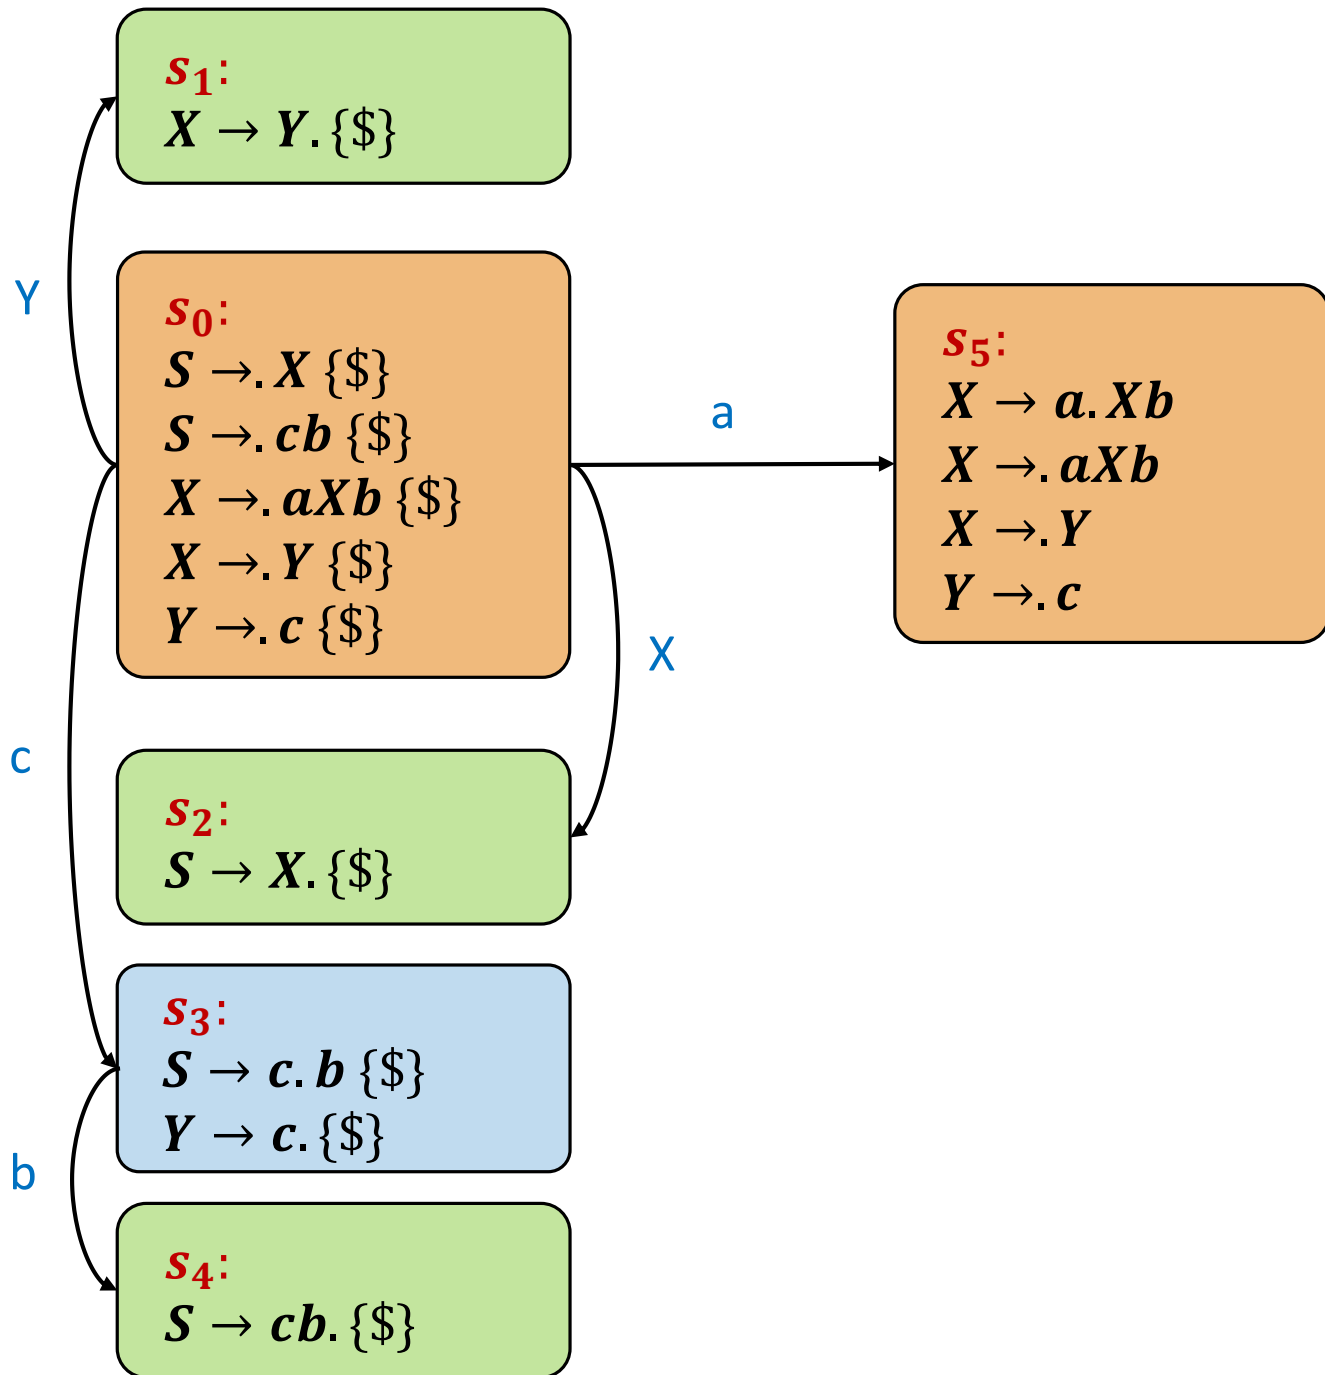 s₁:
X → Y. {$}
Y
s₀:
S →. X {$}
S →. cb {$}
X →. aXb {$}
X →. Y {$}
Y →. c {$}
a
s₅:
X → a. Xb
X →. aXb
X →. Y
Y →. c
X
c
s₂:
S → X. {$}
s₃:
S → c. b {$}
Y → c. {$}
b
s₄:
S → cb. {$}